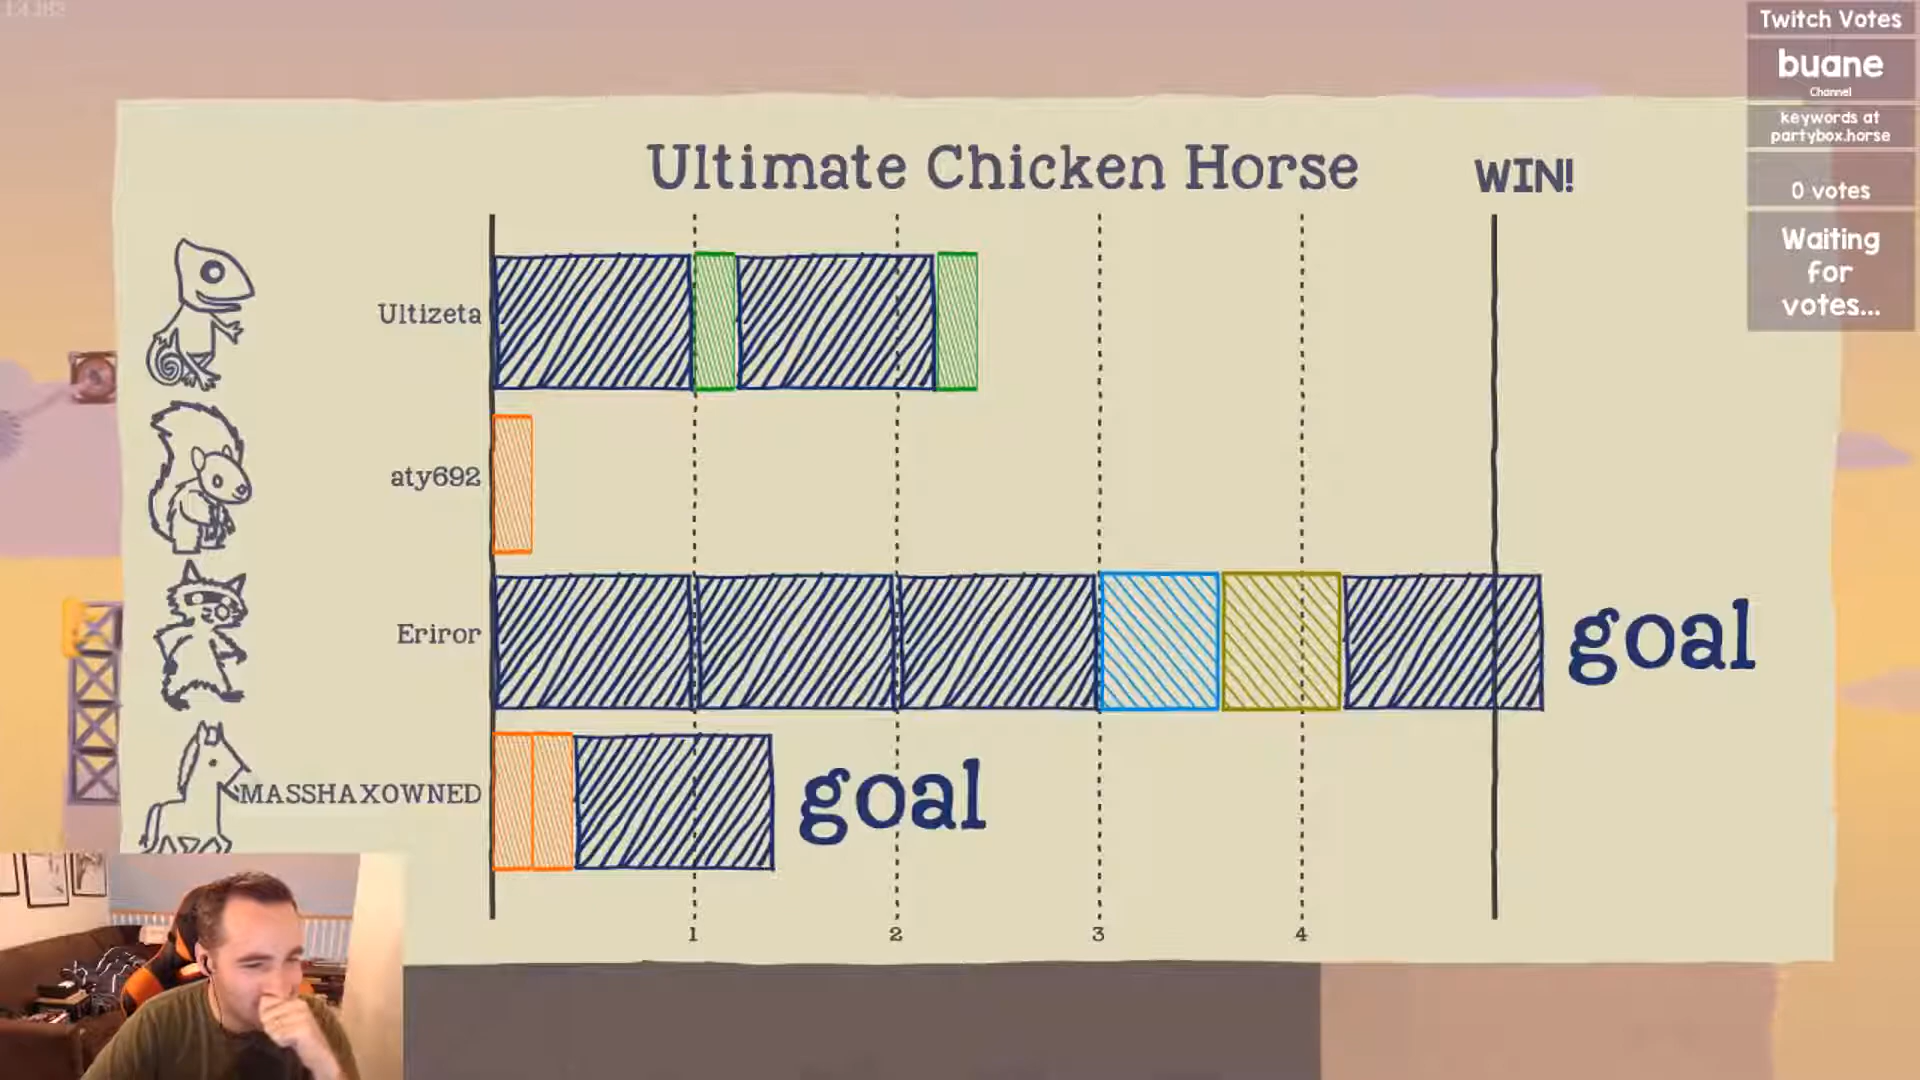 Twitch Votes
buane
Channel
keywords at
partybox.horse
0 votes
Waiting
for
votes...
Ultimate Chicken Horse
WIN!
Ultizeta
aty692
Eriror
goal
MASSHAXOWNED
goal
1
2
3
4